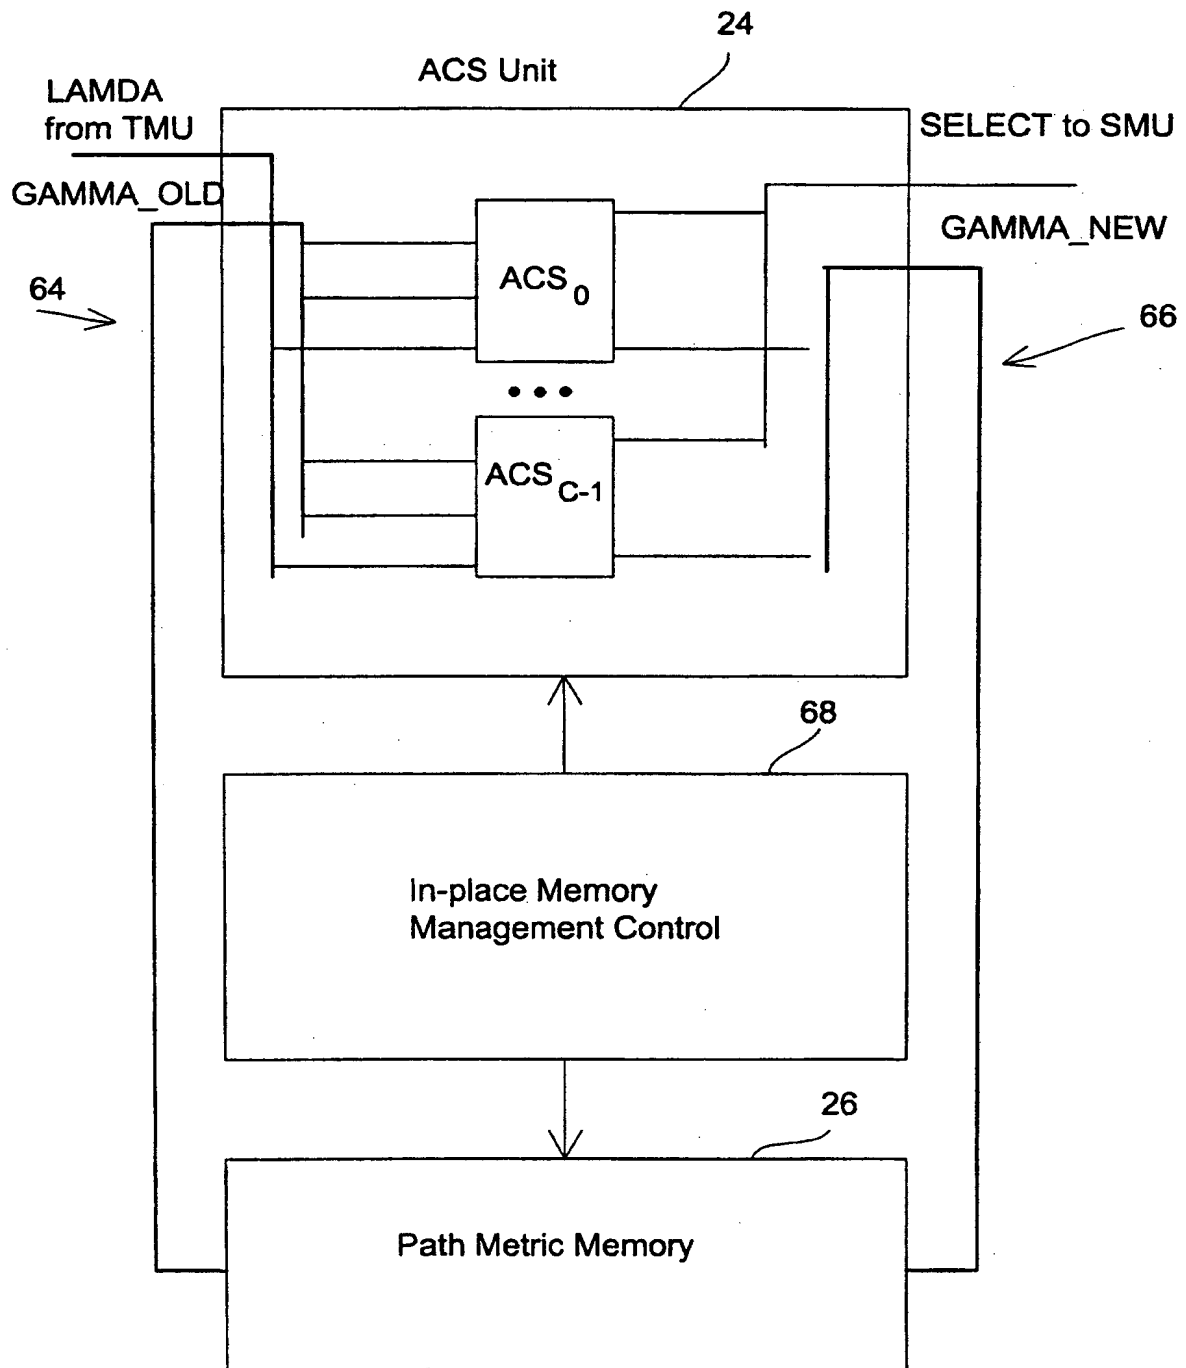 24
ACS Unit
LAMDA
from TMU
SELECT to SMU
GAMMA_OLD
GAMMA_NEW
ACS0
64
66
• • •
ACSC-1
68
In-place Memory
Management Control
26
Path Metric Memory